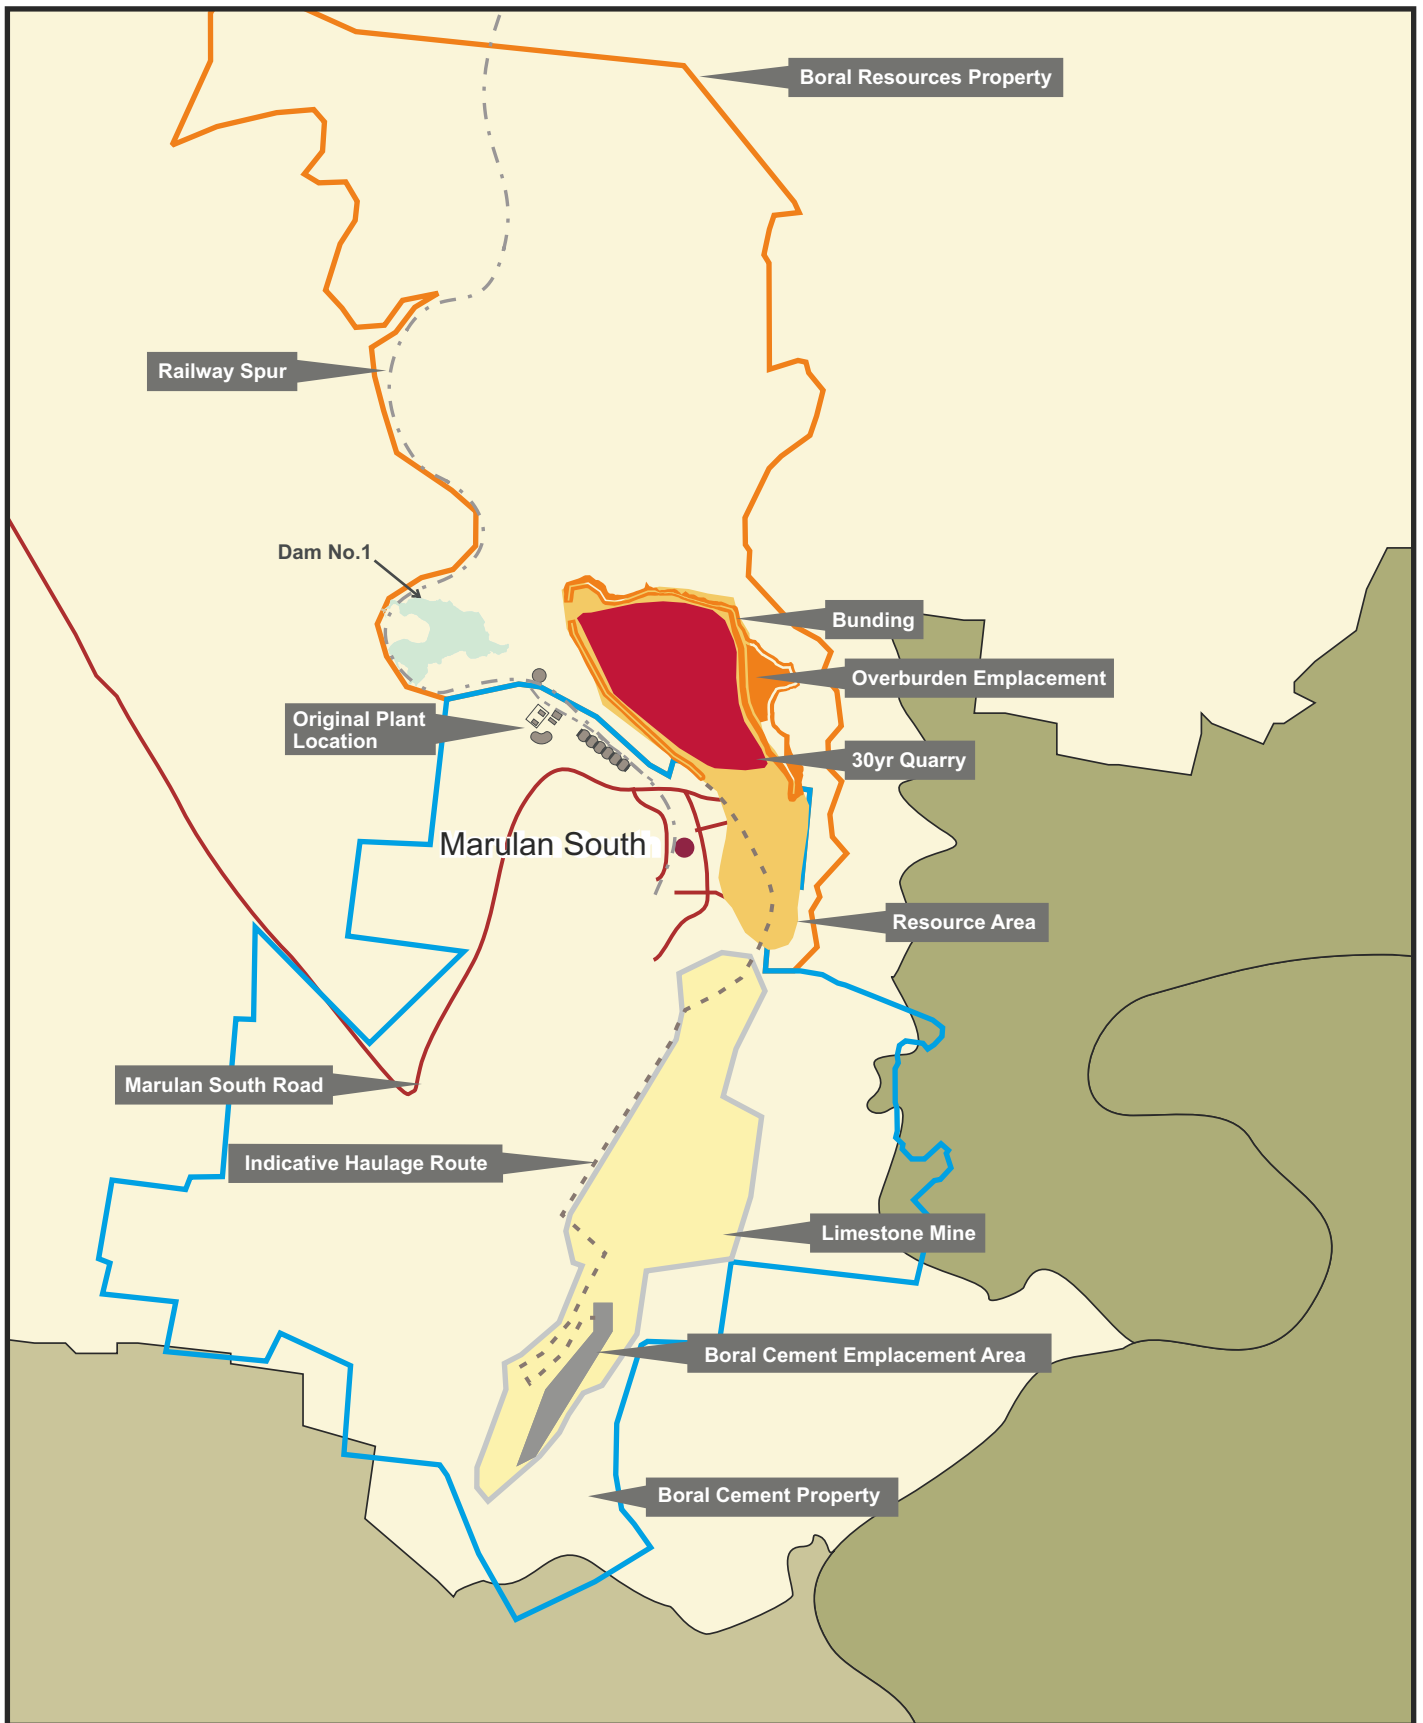 Boral Resources Property
Railway Spur
Dam No.1
Bunding
Overburden Emplacement
Original Plant
Location
30yr Quarry
Marulan South
Resource Area
Marulan South Road
Indicative Haulage Route
Limestone Mine
Boral Cement Emplacement Area
Boral Cement Property